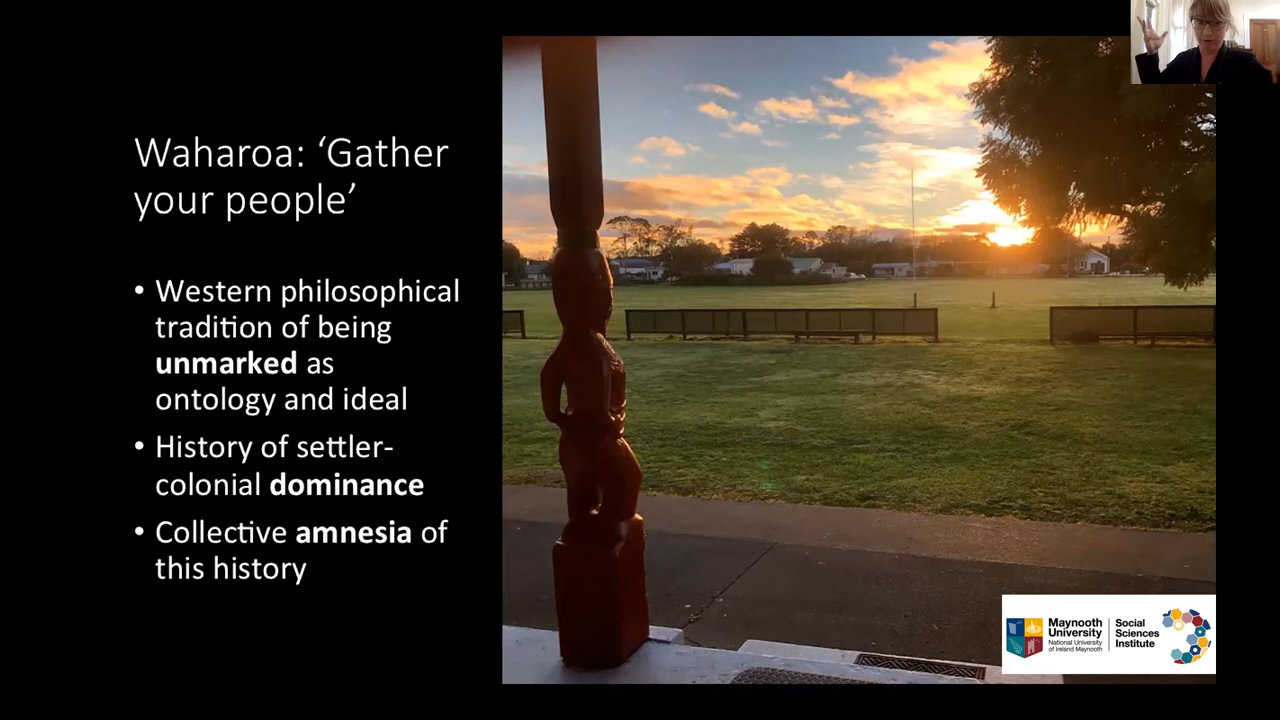 Waharoa: ‘Gather
your people’
• Western philosophical
tradition of being
unmarked as
ontology and ideal
• History of settler-
colonial dominance
• Collective amnesia of
this history
Maynooth
University
National University
of Ireland Maynooth
Social
Sciences
Institute